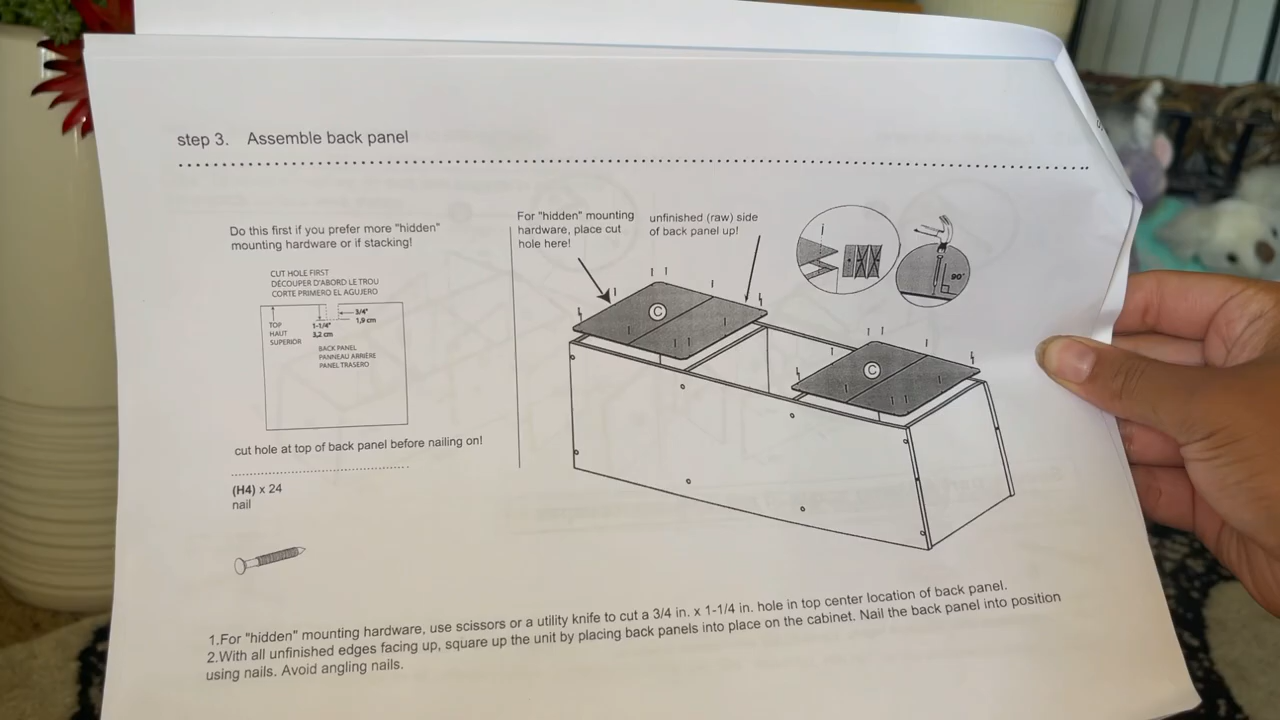 step 3. Assemble back panel
Do this first if you prefer more "hidden"
mounting hardware or if stacking!
CUT HOLE FIRST
DÉCOUPER D'ABORD LE TROU
CORTE PRIMERO EL AGUJERO
TOP
HAUT
SUPERIOR
1-1/4"
3,2 cm
3/4"
1,9 cm
BACK PANEL
PANNEAU ARRIÈRE
PANEL TRASERO
cut hole at top of back panel before nailing on!
(H4) x 24
nail
For "hidden" mounting
hardware, place cut
hole here!
unfinished (raw) side
of back panel up!
C
C
90°
1.For "hidden" mounting hardware, use scissors or a utility knife to cut a 3/4 in. x 1-1/4 in. hole in top center location of back panel.
2.With all unfinished edges facing up, square up the unit by placing back panels into place on the cabinet. Nail the back panel into position
using nails. Avoid angling nails.